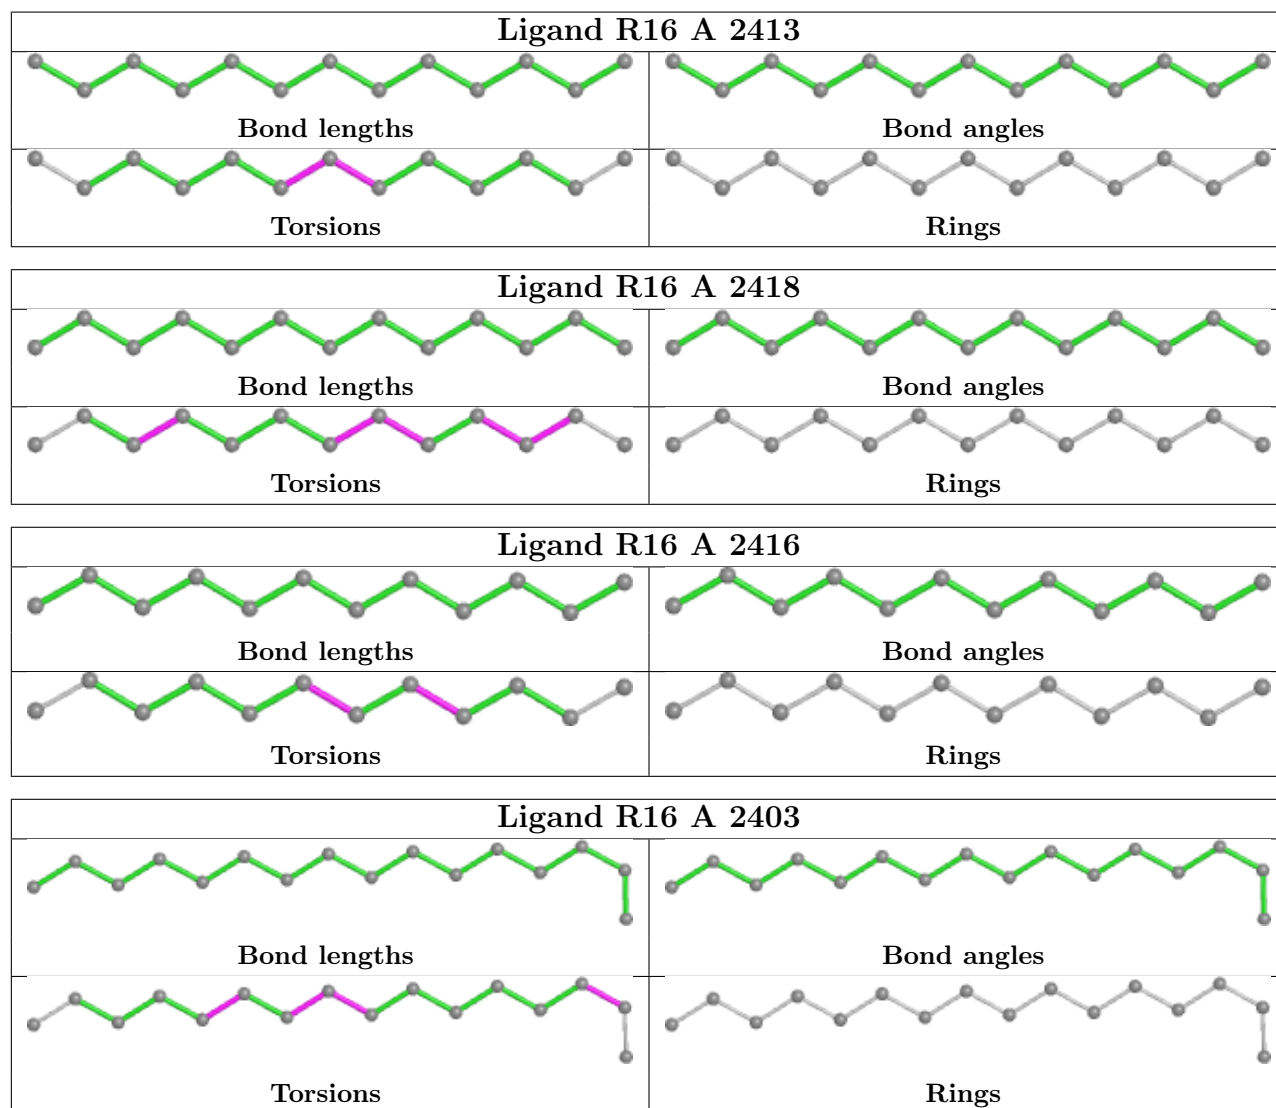 Ligand R16 A 2413
Bond lengths
Bond angles
Torsions
Rings
Ligand R16 A 2418
Bond lengths
Bond angles
Torsions
Rings
Ligand R16 A 2416
Bond lengths
Bond angles
Torsions
Rings
Ligand R16 A 2403
Bond lengths
Bond angles
Torsions
Rings